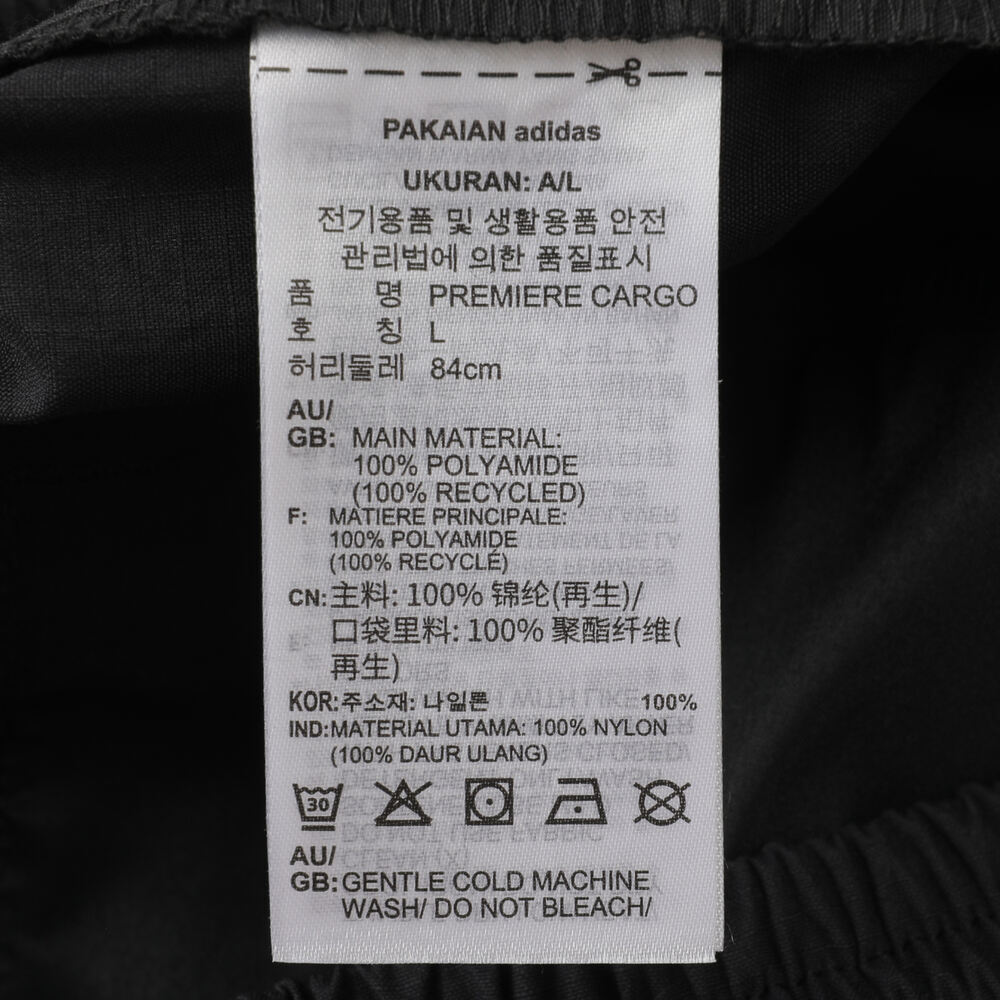 PAKAIAN adidas
UKURAN: A/L
전기용품 및 생활용품 안전
관리법에 의한 품질표시
품 명 PREMIERE CARGO
호 칭 L
허리둘레 84cm
AU/
GB: MAIN MATERIAL:
100% POLYAMIDE
(100% RECYCLED)
F: MATIERE PRINCIPALE:
100% POLYAMIDE
(100% RECYCLÉ)
CN: 主料: 100% 锦纶(再生)/
口袋里料: 100% 聚酯纤维(
再生)
KOR: 주소재: 나일론 100%
IND: MATERIAL UTAMA: 100% NYLON
(100% DAUR ULANG)
30
AU/
GB: GENTLE COLD MACHINE
WASH/ DO NOT BLEACH/